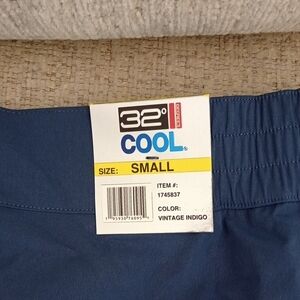 32°
COOL®
SIZE: SMALL
ITEM #:
1745837
COLOR:
VINTAGE INDIGO